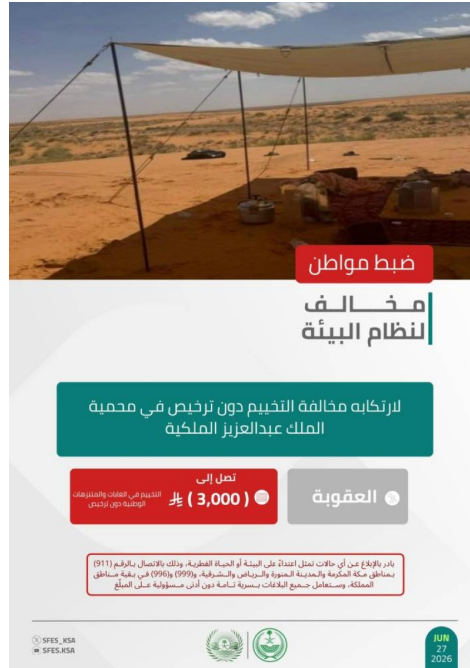 ضبط مواطن
مـخـــالـــف
لنظام البيئة
لارتكابه مخالفة التخييم دون ترخيص في محمية
الملك عبدالعزيز الملكية
العقوبة
تصل إلى
(3,000)
التخييم في الغابات والمتنزهات
الوطنية دون ترخيص
بادر بالإبلاغ عـن أي حالات تمثل اعتداءً على البيئة أو الحياة الفطرية، وذلك بالاتصال بالرقم (911)
بمناطق مكة المكرمة والمدينة المنورة والرياض والشرقية، و(999) و(996) في بقية مناطق
المملكة، وستعامل جميع البلاغات بسرية تـامـة دون أدنى مسؤولية على المبلّغ
SFES_KSA
SFES.KSA
JUN
27
2026